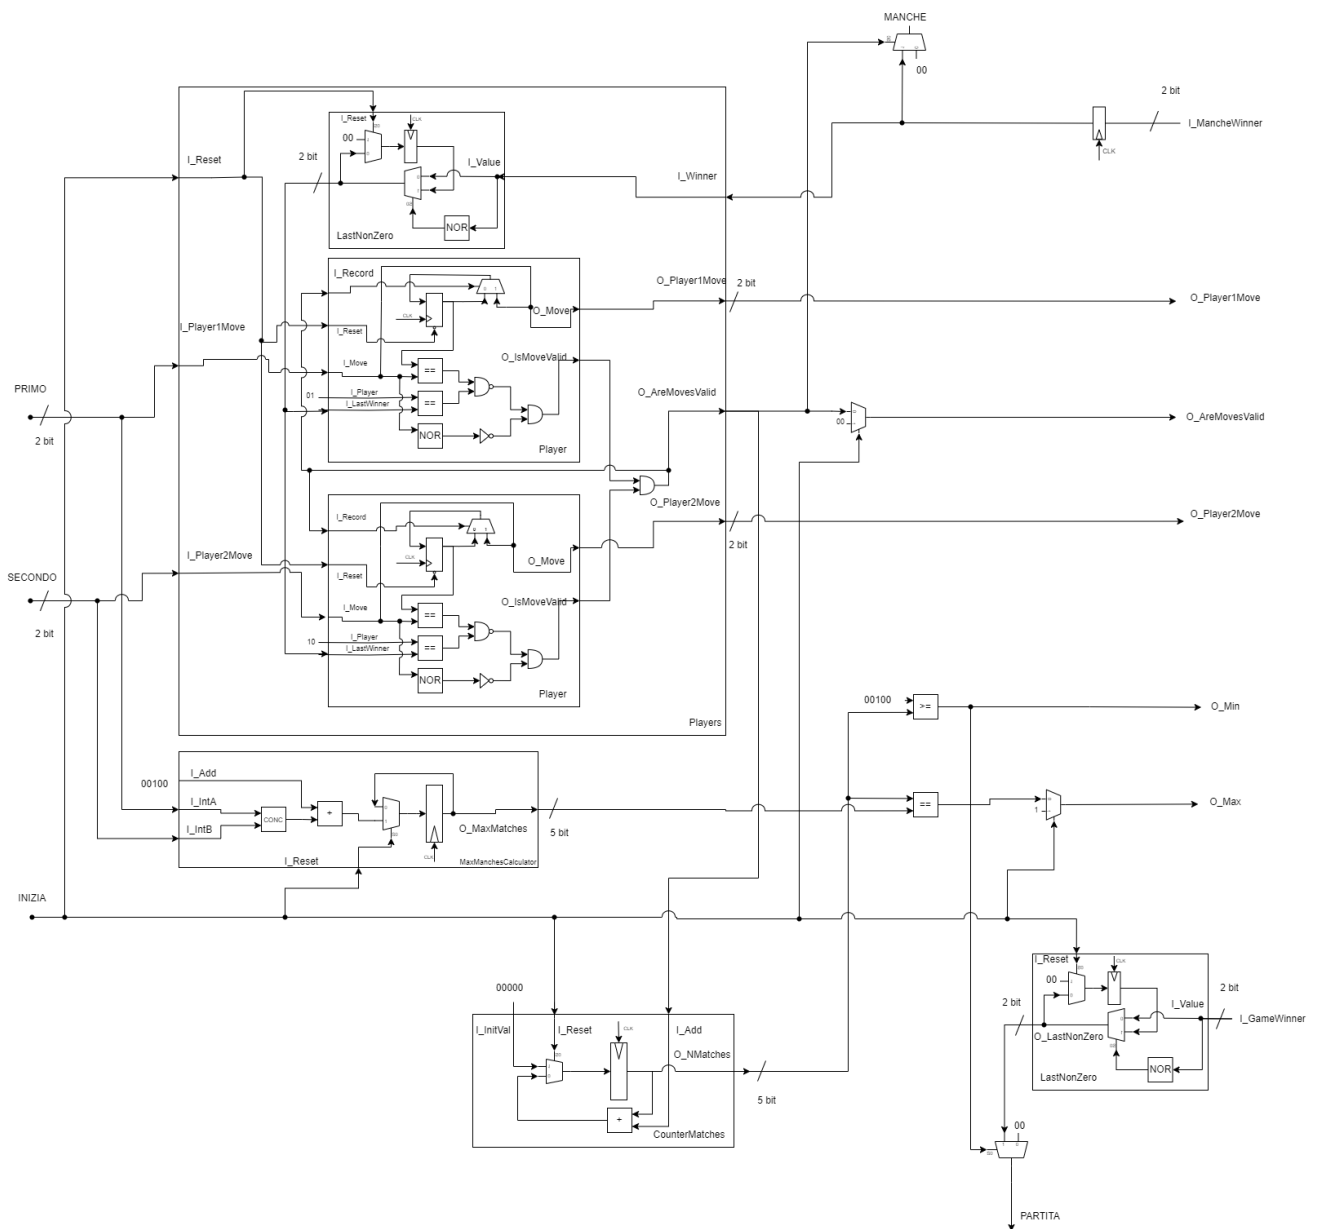 MANCHE
00
2 bit
I_MancheWinner
CLK
I_Reset
CLK
I_Reset
00
2 bit
I_Value
I_Winner
NOR
LastNonZero
I_Record
O_Player1Move
2 bit
O_Player1Move
0 1
O_Mover
CLK
I_Player1Move
I_Reset
I_Move
O_IsMoveValid
==
PRIMO
2 bit
01
I_Player
I_LastWinner
==
O_AreMovesValid
O_AreMovesValid
00
NOR
Player
I_Record
O_Player2Move
2 bit
O_Player2Move
CLK
O_Move
I_Player2Move
I_Reset
SECONDO
2 bit
I_Move
O_IsMoveValid
==
10
I_Player
I_LastWinner
==
NOR
Player
Players
00100
>=
O_Min
00100
I_Add
I_IntA
CONC
+
I_IntB
O_MaxMatches
5 bit
==
1
O_Max
CLK
I_Reset
MaxManchesCalculator
INIZIA
00000
I_InitVal
I_Reset
CLK
I_Add
O_NMatches
5 bit
+
CounterMatches
I_Reset
CLK
00
2 bit
I_Value
2 bit
I_GameWinner
O_LastNonZero
NOR
LastNonZero
00
PARTITA